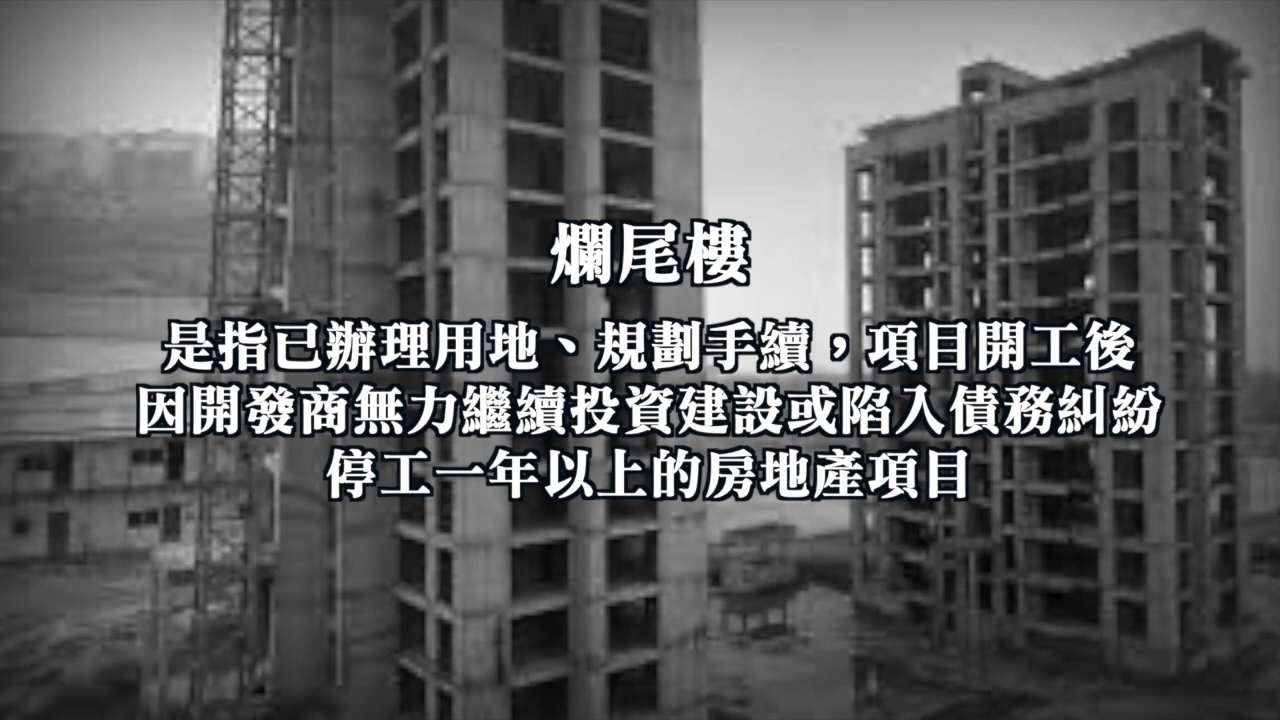 爛尾樓
是指已辦理用地、規劃手續，項目開工後
因開發商無力繼續投資建設或陷入債務糾紛
停工一年以上的房地產項目